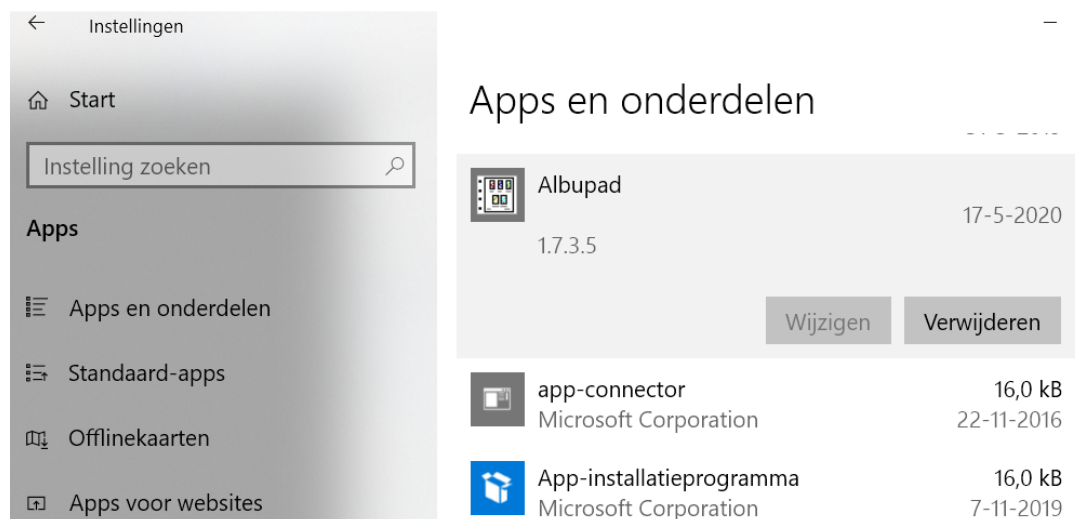 Instellingen
Start
Instelling zoeken
Apps
Apps en onderdelen
Standaard-apps
Offlinekaarten
Apps voor websites
Apps en onderdelen
Albupad
17-5-2020
1.7.3.5
Wijzigen Verwijderen
app-connector 16,0 kB
Microsoft Corporation 22-11-2016
App-installatieprogramma 16,0 kB
Microsoft Corporation 7-11-2019